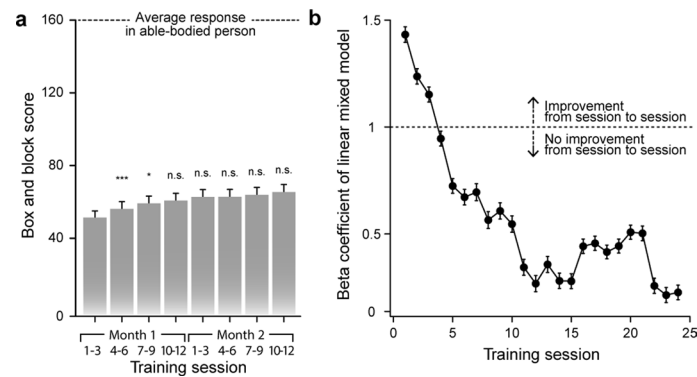 a
160
120
80
60
40
0
Box and block score
Average response
in able-bodied person
***
*
n.s.
n.s.
n.s.
n.s.
n.s.
Month 1
Month 2
1-3
4-6
7-9
10-12
1-3
4-6
7-9
10-12
Training session
b
1.5
1
0.5
0
Beta coefficient of linear mixed model
Improvement
from session to session
No improvement
from session to session
0
5
10
15
20
25
Training session